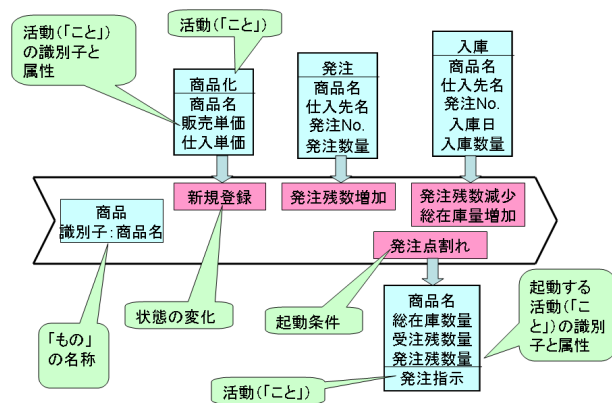 活動(「こと」)
の識別子と
属性
活動(「こと」)
商品化
商品名
販売単価
仕入単価
発注
商品名
仕入先名
発注No.
発注数量
入庫
商品名
仕入先名
発注No.
入庫日
入庫数量
商品
識別子:商品名
新規登録
発注残数増加
発注残数減少
総在庫量増加
発注点割れ
「もの」
の名称
状態の変化
起動条件
商品名
総在庫数量
受注残数量
発注残数量
発注指示
活動(「こと」)
起動する
活動(「こ
と」)の識別
子と属性